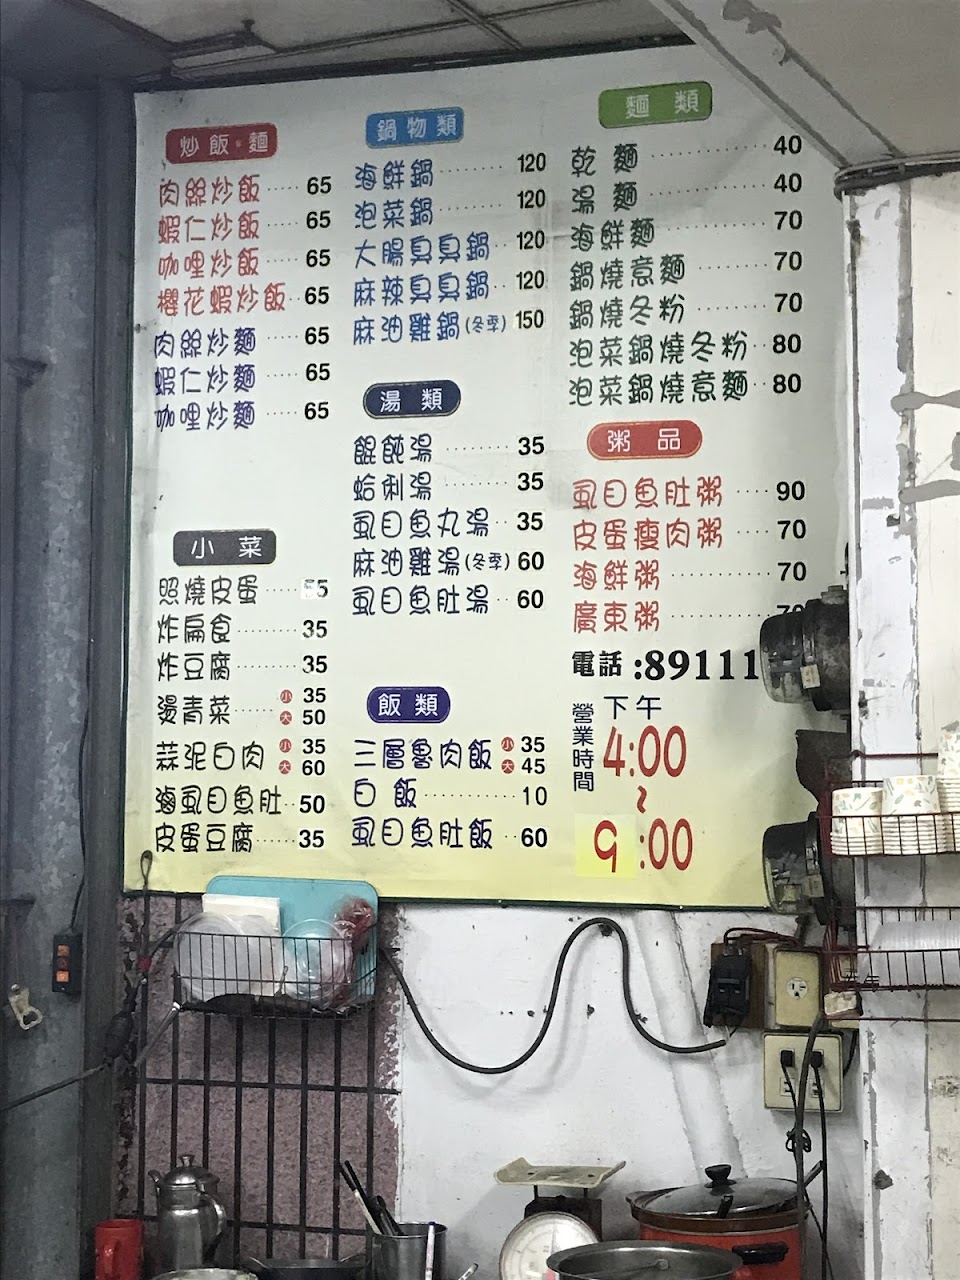 炒飯·麵
肉絲炒飯····65
蝦仁炒飯····65
咖哩炒飯····65
櫻花蝦炒飯··65
肉絲炒麵····65
蝦仁炒麵····65
咖哩炒麵····65
小菜
照燒皮蛋······55
炸扁食········35
炸豆腐········35
燙青菜······小 35
大 50
蒜泥白肉 小 35
大 60
滷虱目魚肚··50
皮蛋豆腐·····35
鍋物類
海鮮鍋·······120
泡菜鍋·······120
大腸臭臭鍋··120
麻辣臭臭鍋··120
麻油雞鍋(冬季) 150
湯類
餛飩湯·······35
蛤蜊湯·······35
虱目魚丸湯··35
麻油雞湯(冬季) 60
虱目魚肚湯··60
飯類
三層魯肉飯 小 35
大 45
白飯···········10
虱目魚肚飯··60
麵類
乾麵············40
湯麵············40
海鮮麵·········70
鍋燒意麵······70
鍋燒冬粉······70
泡菜鍋燒冬粉··80
泡菜鍋燒意麵··80
粥品
虱目魚肚粥····90
皮蛋瘦肉粥····70
海鮮粥·········70
廣東粥·········70
電話:89111
營業時間
下午
4:00
~
9:00